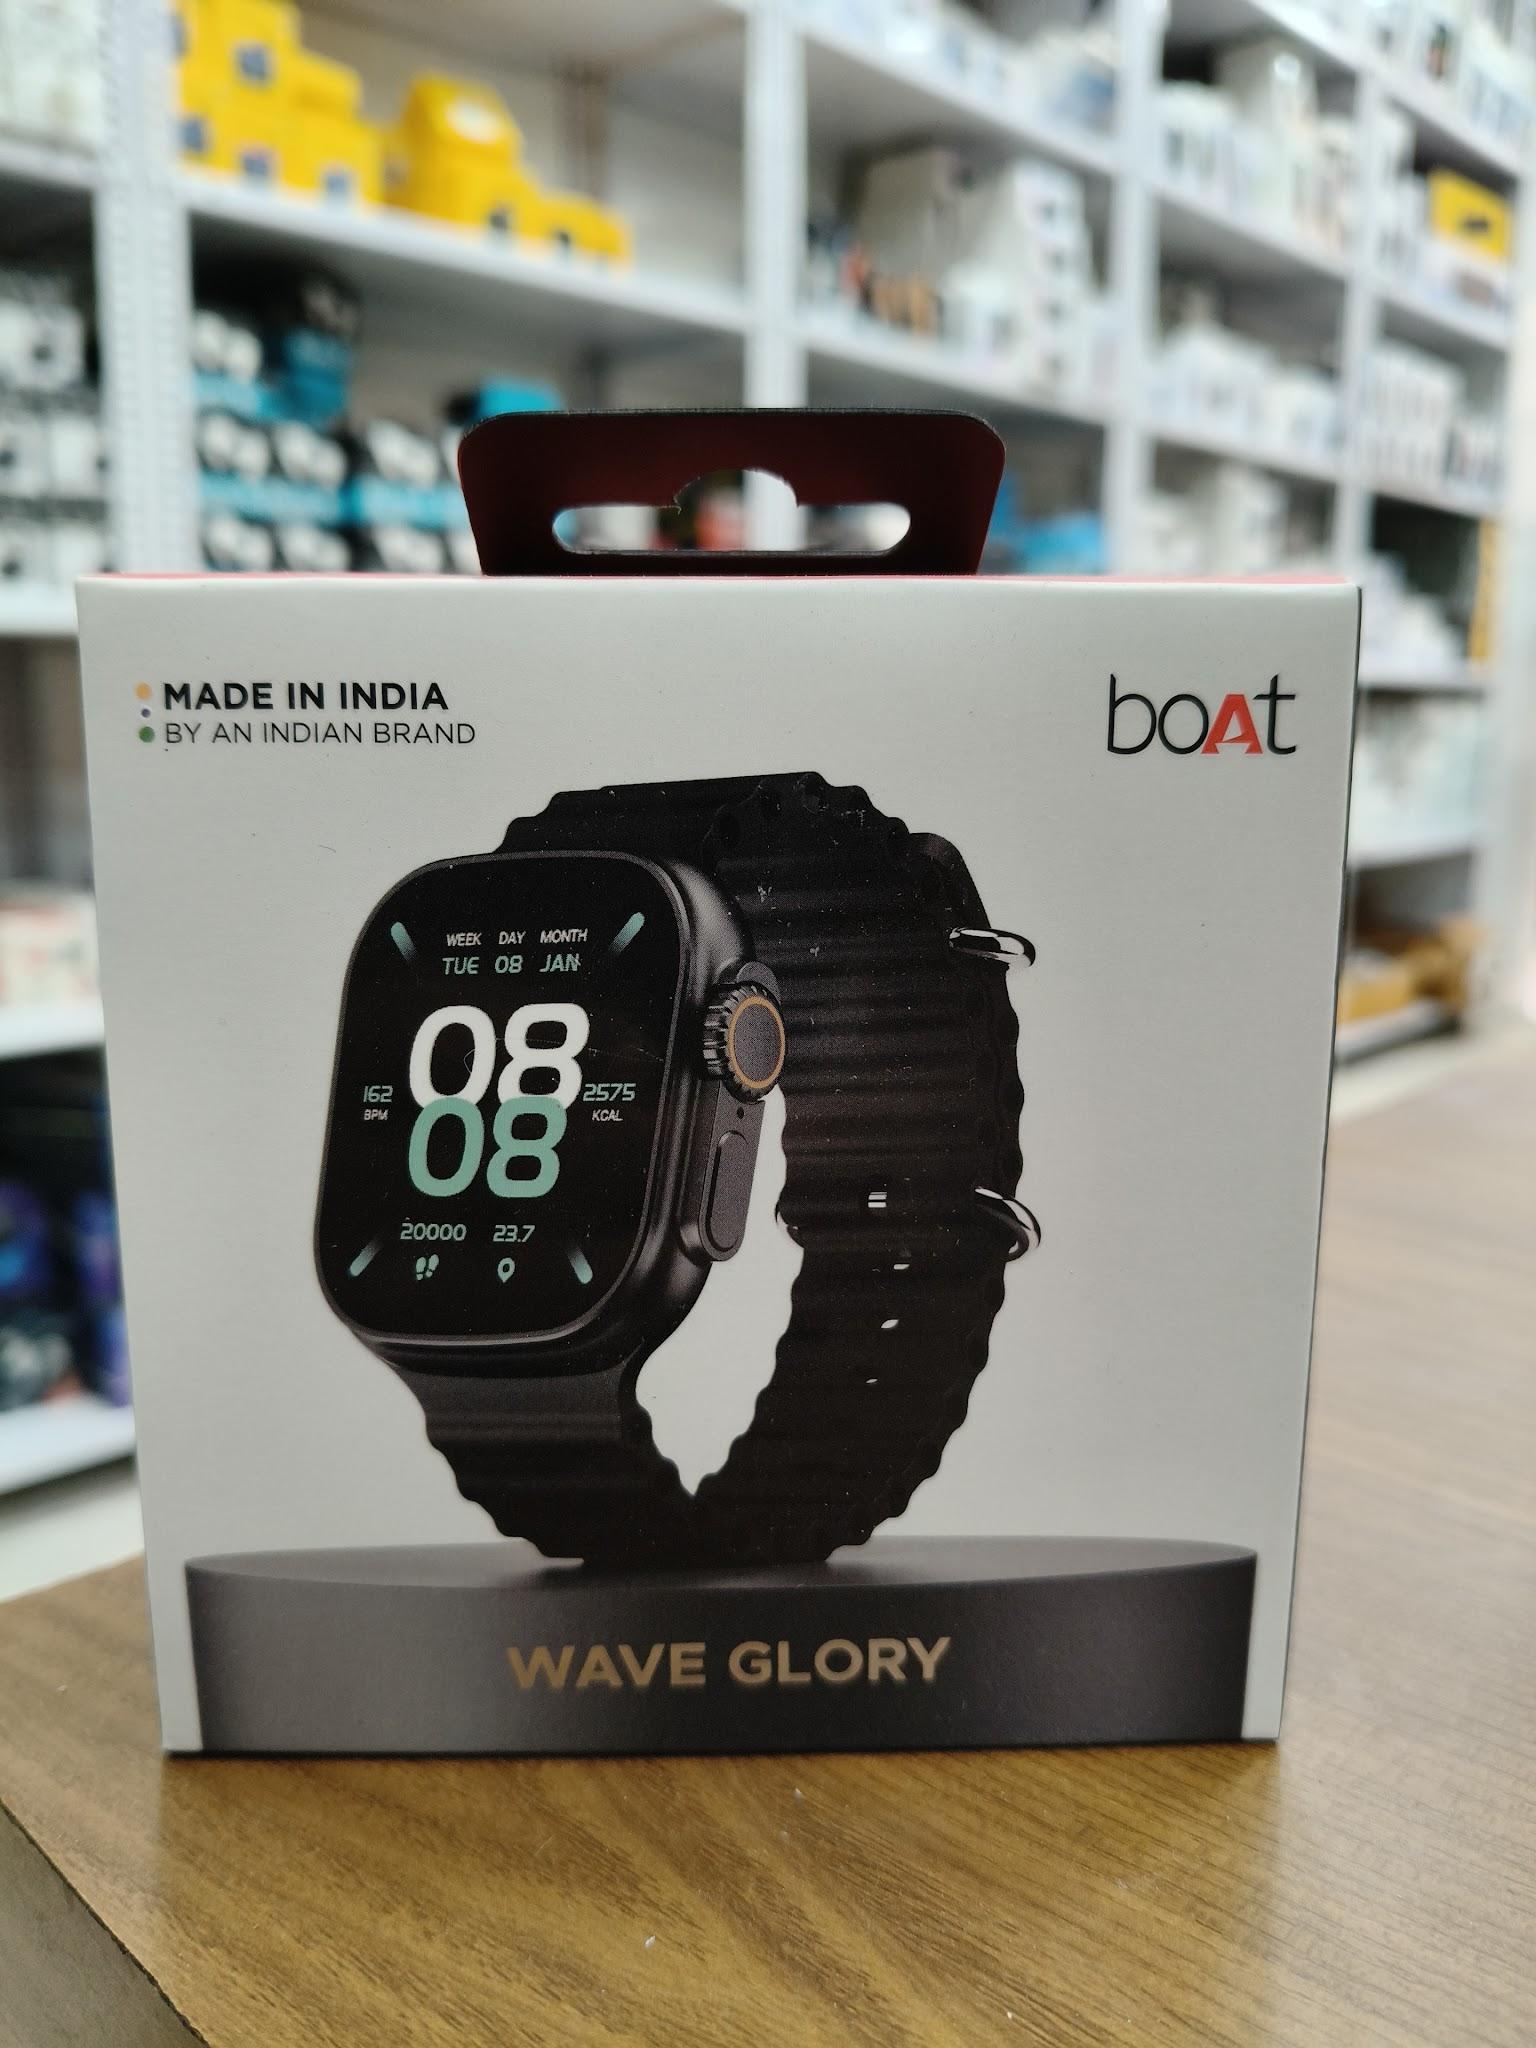 MADE IN INDIA
BY AN INDIAN BRAND
boAt
WEEK DAY MONTH
TUE 08 JAN
08
162 2575
BPM KCAL
08
20000 23.7
WAVE GLORY